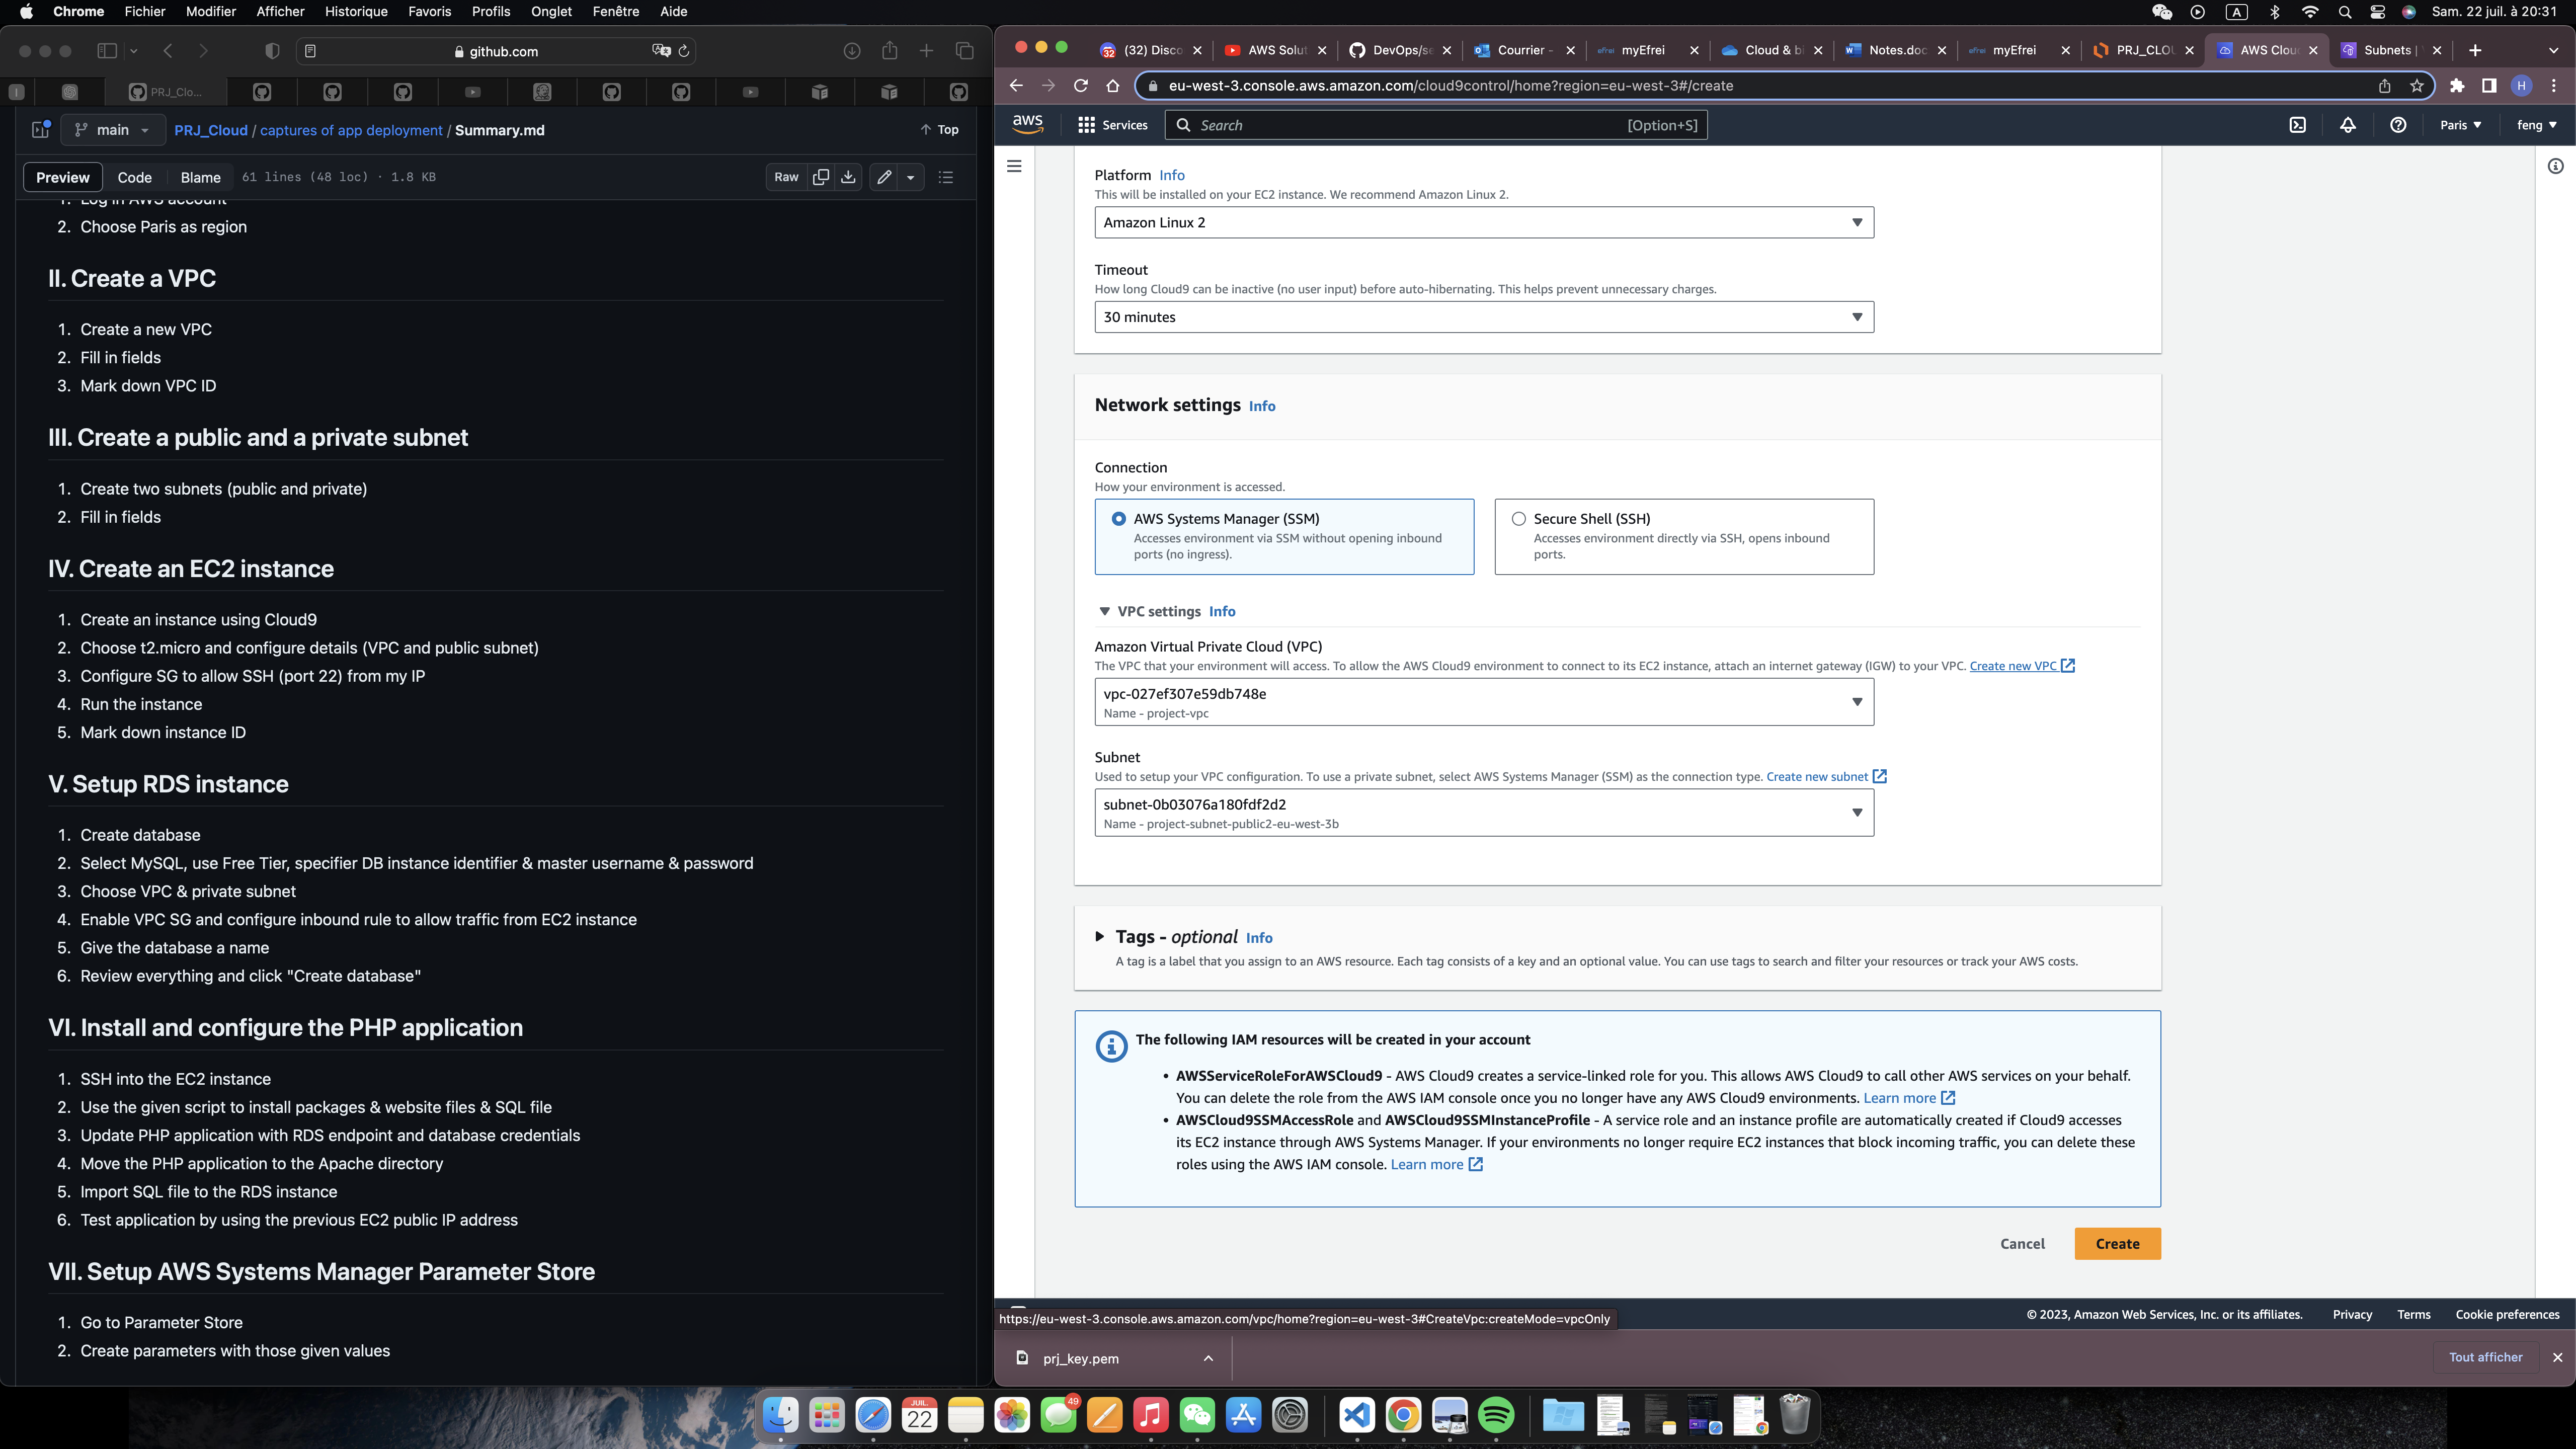 Chrome Fichier Modifier Afficher Historique Favoris Profils Onglet Fenêtre Aide
A Sam. 22 juil. à 20:31
github.com
PRJ_Clo...
main PRJ_Cloud / captures of app deployment / Summary.md Top
Preview Code Blame 61 lines (48 loc) · 1.8 KB Raw
1. Log in AWS account
2. Choose Paris as region
II. Create a VPC
1. Create a new VPC
2. Fill in fields
3. Mark down VPC ID
III. Create a public and a private subnet
1. Create two subnets (public and private)
2. Fill in fields
IV. Create an EC2 instance
1. Create an instance using Cloud9
2. Choose t2.micro and configure details (VPC and public subnet)
3. Configure SG to allow SSH (port 22) from my IP
4. Run the instance
5. Mark down instance ID
V. Setup RDS instance
1. Create database
2. Select MySQL, use Free Tier, specifier DB instance identifier & master username & password
3. Choose VPC & private subnet
4. Enable VPC SG and configure inbound rule to allow traffic from EC2 instance
5. Give the database a name
6. Review everything and click "Create database"
VI. Install and configure the PHP application
1. SSH into the EC2 instance
2. Use the given script to install packages & website files & SQL file
3. Update PHP application with RDS endpoint and database credentials
4. Move the PHP application to the Apache directory
5. Import SQL file to the RDS instance
6. Test application by using the previous EC2 public IP address
VII. Setup AWS Systems Manager Parameter Store
1. Go to Parameter Store
2. Create parameters with those given values
32 (32) Disco AWS Solut DevOps/se Courrier - efrei myEfrei Cloud & bi Notes.doc efrei myEfrei PRJ_CLOU AWS Clou Subnets |
eu-west-3.console.aws.amazon.com/cloud9control/home?region=eu-west-3#/create H
aws Services Search [Option+S] Paris feng
Platform Info
This will be installed on your EC2 instance. We recommend Amazon Linux 2.
Amazon Linux 2
Timeout
How long Cloud9 can be inactive (no user input) before auto-hibernating. This helps prevent unnecessary charges.
30 minutes
Network settings Info
Connection
How your environment is accessed.
AWS Systems Manager (SSM)
Accesses environment via SSM without opening inbound
ports (no ingress).
Secure Shell (SSH)
Accesses environment directly via SSH, opens inbound
ports.
VPC settings Info
Amazon Virtual Private Cloud (VPC)
The VPC that your environment will access. To allow the AWS Cloud9 environment to connect to its EC2 instance, attach an internet gateway (IGW) to your VPC. Create new VPC
vpc-027ef307e59db748e
Name - project-vpc
Subnet
Used to setup your VPC configuration. To use a private subnet, select AWS Systems Manager (SSM) as the connection type. Create new subnet
subnet-0b03076a180fdf2d2
Name - project-subnet-public2-eu-west-3b
Tags - optional Info
A tag is a label that you assign to an AWS resource. Each tag consists of a key and an optional value. You can use tags to search and filter your resources or track your AWS costs.
The following IAM resources will be created in your account
• AWSServiceRoleForAWSCloud9 - AWS Cloud9 creates a service-linked role for you. This allows AWS Cloud9 to call other AWS services on your behalf.
You can delete the role from the AWS IAM console once you no longer have any AWS Cloud9 environments. Learn more
• AWSCloud9SSMAccessRole and AWSCloud9SSMInstanceProfile - A service role and an instance profile are automatically created if Cloud9 accesses
its EC2 instance through AWS Systems Manager. If your environments no longer require EC2 instances that block incoming traffic, you can delete these
roles using the AWS IAM console. Learn more
Cancel Create
https://eu-west-3.console.aws.amazon.com/vpc/home?region=eu-west-3#CreateVpc:createMode=vpcOnly
© 2023, Amazon Web Services, Inc. or its affiliates. Privacy Terms Cookie preferences
prj_key.pem Tout afficher
JUIL. 22 49